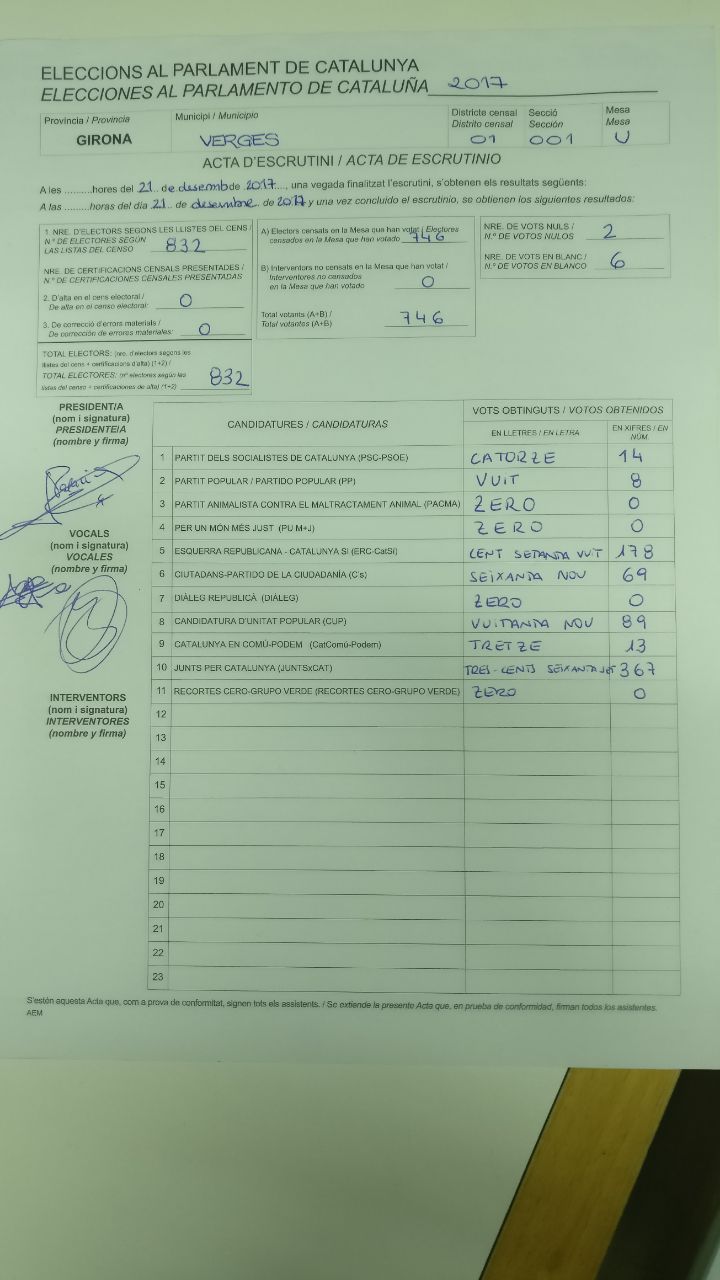 ELECCIONS AL PARLAMENT DE CATALUNYA
ELECCIONES AL PARLAMENTO DE CATALUÑA 2017
Provincia / Provincia
GIRONA
Municipi / Municipio
VERGES
Districte censal
Distrito censal
01
Secció
Sección
001
Mesa
Mesa
U
ACTA D'ESCRUTINI / ACTA DE ESCRUTINIO
A les .........hores del 21.. de desemb de 2017...., una vegada finalitzat l'escrutini, s'obtenen els resultats següents:
A las .........horas del día 21.. de desembre.. de 2017 y una vez concluido el escrutinio, se obtienen los siguientes resultados:
1. NRE. D'ELECTORS SEGONS LES LLISTES DEL CENS /
N.º DE ELECTORES SEGÚN
LAS LISTAS DEL CENSO 832
NRE. DE CERTIFICACIONS CENSALS PRESENTADES /
N.º DE CERTIFICACIONES CENSALES PRESENTADAS
2. D'alta en el cens electoral /
De alta en el censo electoral: 0
3. De correcció d'errors materials /
De corrección de errores materiales: 0
TOTAL ELECTORS: (nre. d'electors segons les
llistes del cens + certificacions d'alta) (1+2) /
TOTAL ELECTORES: (nº electores según las
listas del censo + certificaciones de alta) (1+2) 832
A) Electors censats en la Mesa que han votat / Electores
censados en la Mesa que han votado 746
B) Interventors no censats en la Mesa que han votat /
Interventores no censados
en la Mesa que han votado 0
Total votants (A+B) /
Total votantes (A+B) 746
NRE. DE VOTS NULS /
N.º DE VOTOS NULOS 2
NRE. DE VOTS EN BLANC /
N.º DE VOTOS EN BLANCO 6
PRESIDENT/A
(nom i signatura)
PRESIDENTE/A
(nombre y firma)
VOCALS
(nom i signatura)
VOCALES
(nombre y firma)
INTERVENTORS
(nom i signatura)
INTERVENTORES
(nombre y firma)
CANDIDATURES / CANDIDATURAS
VOTS OBTINGUTS / VOTOS OBTENIDOS
EN LLETRES / EN LETRA
EN XIFRES / EN NÚM.
1 PARTIT DELS SOCIALISTES DE CATALUNYA (PSC-PSOE) CATORZE 14
2 PARTIT POPULAR / PARTIDO POPULAR (PP) VUIT 8
3 PARTIT ANIMALISTA CONTRA EL MALTRACTAMENT ANIMAL (PACMA) ZERO 0
4 PER UN MÓN MÉS JUST (PU M+J) ZERO 0
5 ESQUERRA REPUBLICANA - CATALUNYA SÍ (ERC-CatSí) CENT SETANTA VUT 178
6 CIUTADANS-PARTIDO DE LA CIUDADANÍA (C's) SEIXANTA NOU 69
7 DIÀLEG REPUBLICÀ (DIÀLEG) ZERO 0
8 CANDIDATURA D'UNITAT POPULAR (CUP) VUITANTA NOU 89
9 CATALUNYA EN COMÚ-PODEM (CatComú-Podem) TRETZE 13
10 JUNTS PER CATALUNYA (JUNTSxCAT) TRES-CENTS SEIXANTA SET 367
11 RECORTES CERO-GRUPO VERDE (RECORTES CERO-GRUPO VERDE) ZERO 0
12
13
14
15
16
17
18
19
20
21
22
23
S'estén aquesta Acta que, com a prova de conformitat, signen tots els assistents. / Se extiende la presente Acta que, en prueba de conformidad, firman todos los asistentes.
AEM